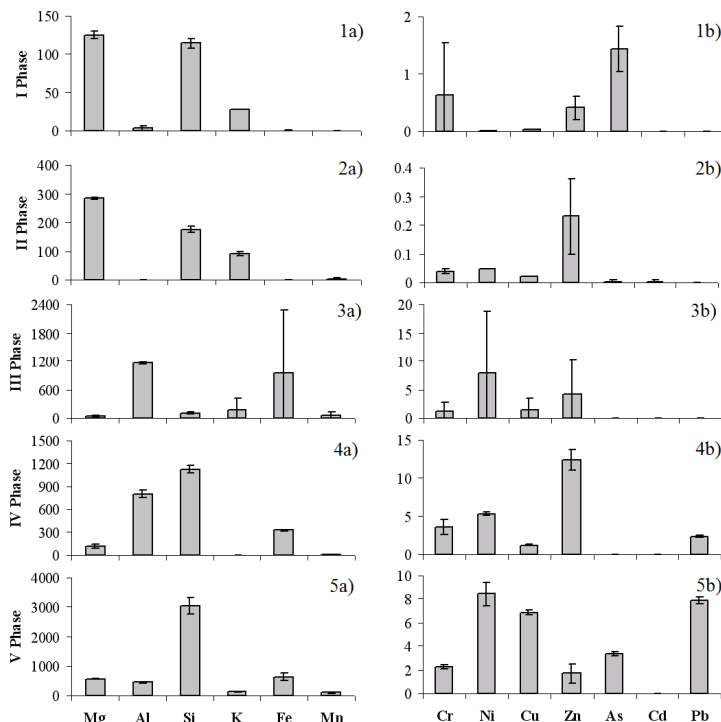 1a)
I Phase
150
100
50
0
1b)
2
1
1
0
2a)
II Phase
400
300
200
100
0
2b)
0.4
0.3
0.2
0.1
0.0
3a)
III Phase
2400
1800
1200
600
0
3b)
20
15
10
5
0
4a)
IV Phase
1500
1200
900
600
300
0
4b)
15
10
5
0
5a)
V Phase
4000
3000
2000
1000
0
5b)
10
8
6
4
2
0
Mg Al Si K Fe Mn
Cr Ni Cu Zn As Cd Pb